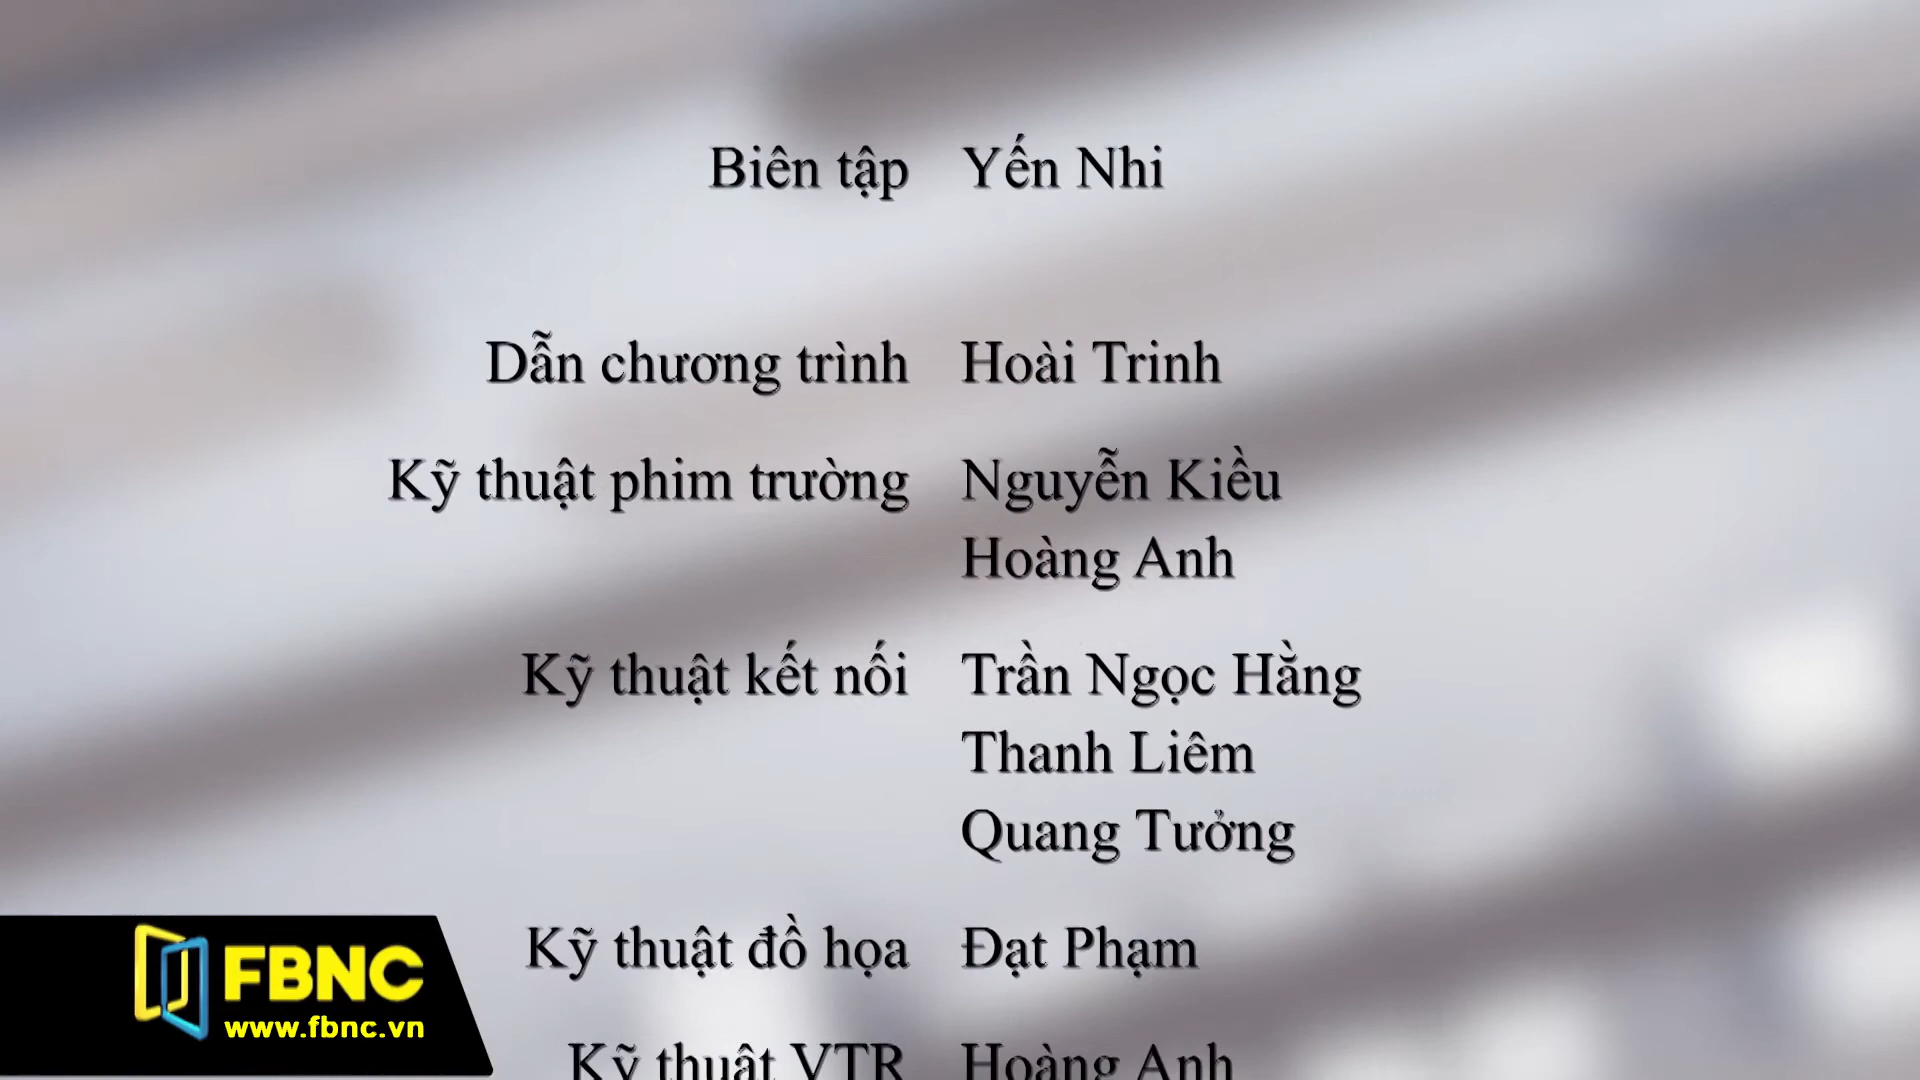 Biên tập Yến Nhi
Dẫn chương trình Hoài Trinh
Kỹ thuật phim trường Nguyễn Kiều
Hoàng Anh
Kỹ thuật kết nối Trần Ngọc Hằng
Thanh Liêm
Quang Tưởng
Kỹ thuật đồ họa Đạt Phạm
Kỹ thuật VTR Hoàng Anh
FBNC
www.fbnc.vn